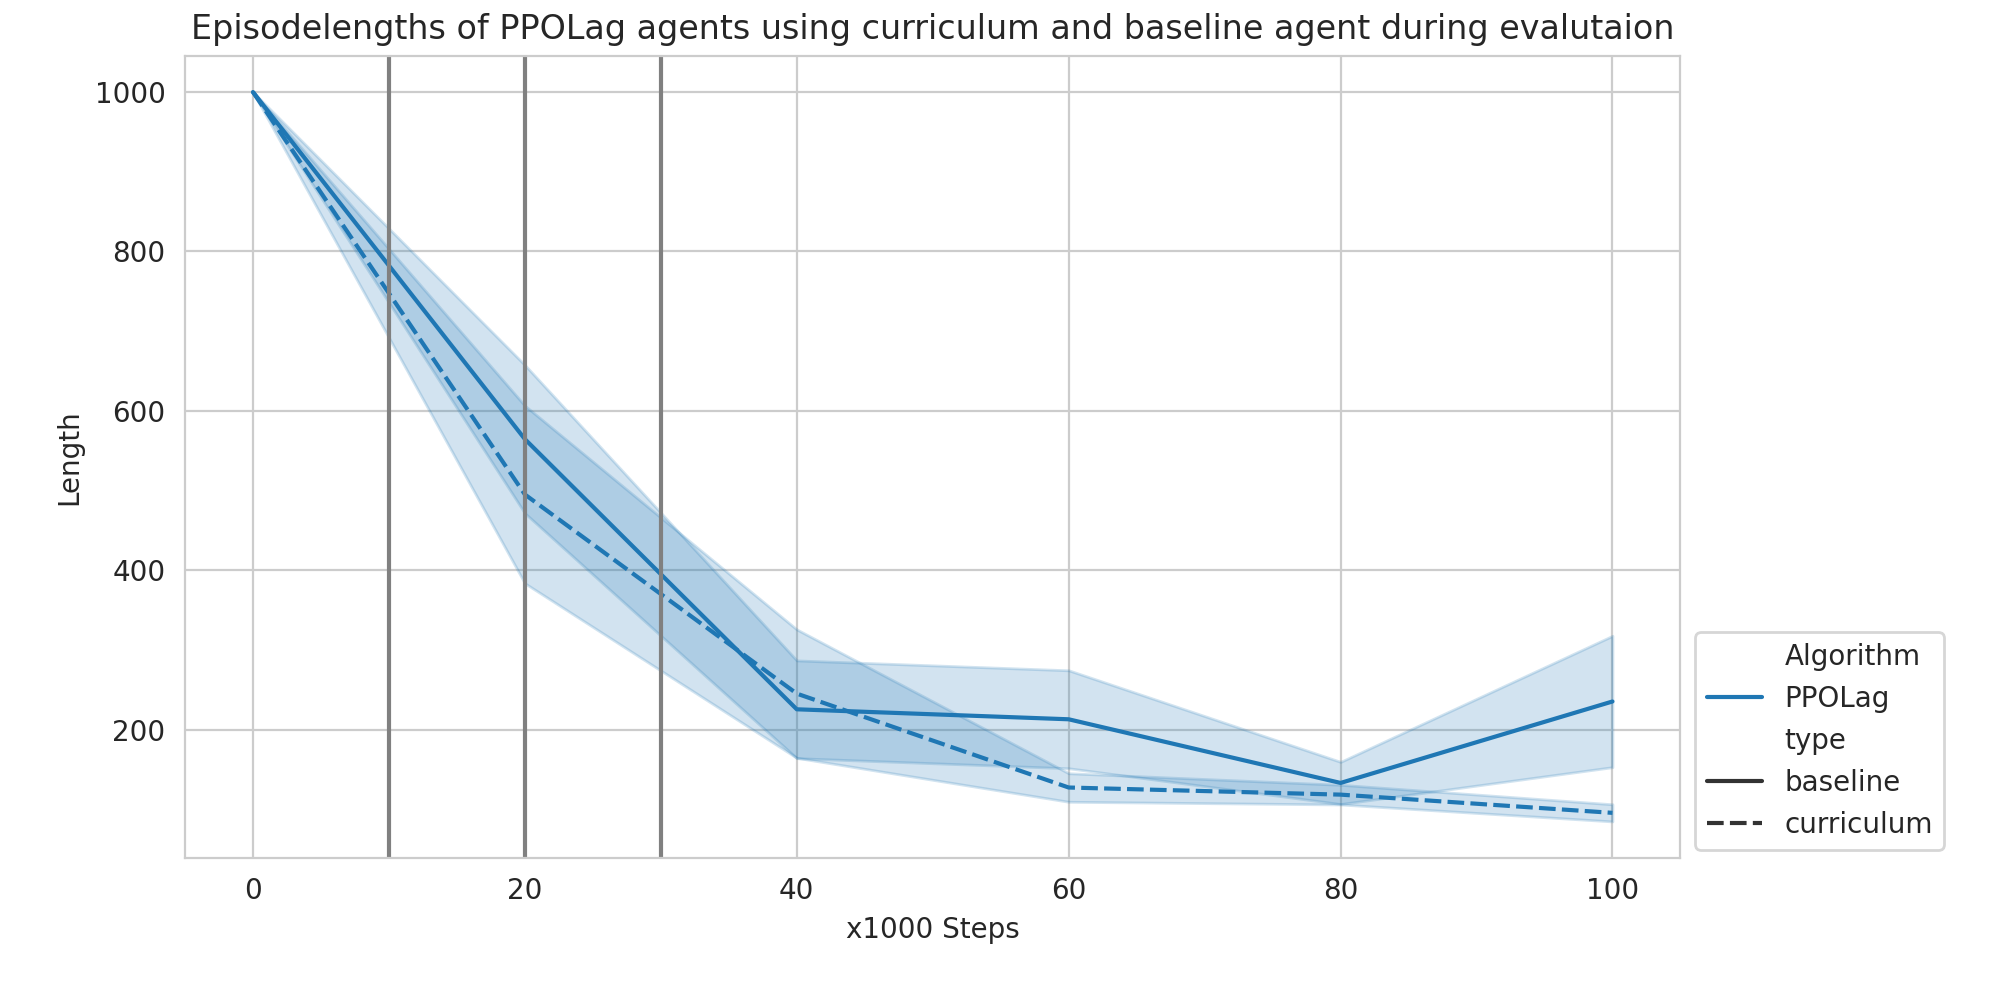 Episodelengths of PPOLag agents using curriculum and baseline agent during evalutaion
1000
800
600
400
200
Length
0 20 40 60 80 100
x1000 Steps
Algorithm
PPOLag
type
baseline
curriculum